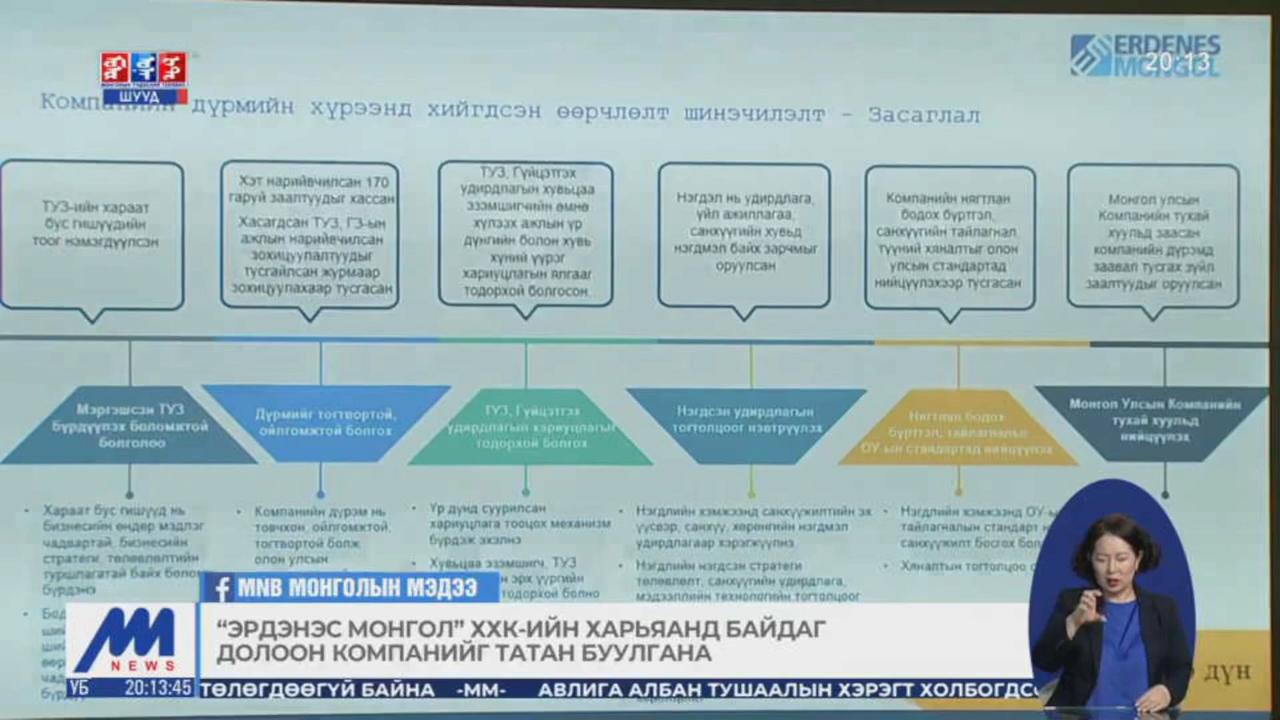 ERDENES
MONGOL
20:13
ШУУД
Компанийн дүрмийн хүрээнд хийгдсэн өөрчлөлт шинэчилэлт - Засаглал
ТУЗ-ийн хараат
бус гишүүдийн
тоог нэмэгдүүлсэн
Хэт нарийвчилсан 170
гаруй заалтуудыг хассан
Хасагдсан ТУЗ, ГЗ-ын
ажлын нарийвчилсан
зохицуулалтуудыг
тусгайлсан журмаар
зохицуулахаар тусгасан
ТУЗ, Гүйцэтгэх
удирдлагын хувьцаа
эзэмшигчийн өмнө
хүлээх ажлын үр
дүнгийн болон хувь
хүний үүрэг
хариуцлагын ялгааг
тодорхой болгосон.
Нэгдэл нь удирдлага,
үйл ажиллагаа,
санхүүгийн хувьд
нэгдмэл байх зарчмыг
оруулсан
Компанийн нягтлан
бодох бүртгэл,
санхүүгийн тайлагнал,
түүний хяналтыг олон
улсын стандартад
нийцүүлэхээр тусгасан
Монгол улсын
Компанийн тухай
хуульд заасан
компанийн дүрэмд
заавал тусгах зүйл
заалтуудыг оруулсан
Мэргэшсэн ТУЗ
бүрдүүлэх боломжтой
боллоо
Дүрмийг тогтвортой,
ойлгомжтой болгох
ТУЗ, Гүйцэтгэх
удирдлагын хариуцлагыг
тодорхой болгох
Нэгдсэн удирдлагын
тогтолцоог нэвтрүүлэх
Нягтлан бодох
бүртгэл, тайлагналыг
ОУ-ын стандартад нийцүүлэх
Монгол Улсын Компанийн
тухай хуульд
нийцүүлэх
• Хараат бус гишүүд нь
бизнесийн өндөр мэдлэг
чадвартай, бизнесийн
стратеги, төлөвлөлтийн
туршлагатай байх
бүрдэнэ
• Компанийн дүрэм нь
товчхон, ойлгомжтой,
тогтвортой болж
олон улсын
• Үр дүнд суурилсан
хариуцлага тооцох механизм
бүрдэж эхэлнэ
• Хувьцаа эзэмшигч, ТУЗ
эрх үүргийн
тодорхой болно
• Нэгдлийн хэмжээнд санхүүжилтийн эх
үүсвэр, санхүү, хөрөнгийн нэгдмэл
удирдлагаар хэрэгжүүлнэ.
• Нэгдлийн нэгдсэн стратеги
төлөвлөлт, санхүүгийн удирдлага,
мэдээллийн технологийн тогтолцоог
• Нэгдлийн хэмжээнд ОУ-ы
тайлагналын стандарт
санхүүжилт босгох
• Хяналтын тогтолцоо
дүн
MNB МОНГОЛЫН МЭДЭЭ
NEWS
“ЭРДЭНЭС МОНГОЛ” ХХК-ИЙН ХАРЬЯАНД БАЙДАГ
ДОЛООН КОМПАНИЙГ ТАТАН БУУЛГАНА
УБ 20:13:45 ТӨЛӨГДӨӨГҮЙ БАЙНА -ММ- АВЛИГА АЛБАН ТУШААЛЫН ХЭРЭГТ ХОЛБОГДС